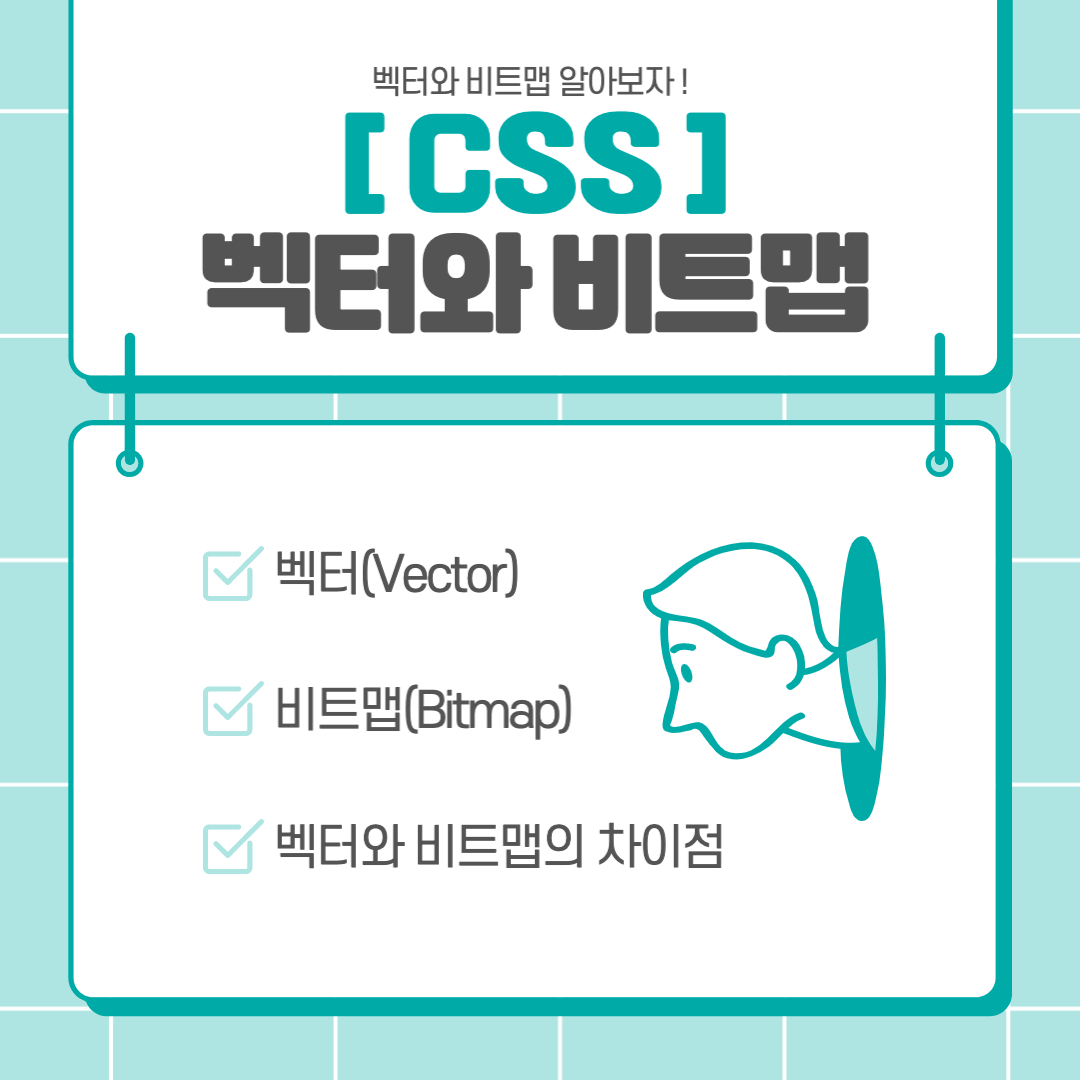 벡터와 비트맵 알아보자!
[CSS]
벡터와 비트맵
벡터(Vector)
비트맵(Bitmap)
벡터와 비트맵의 차이점